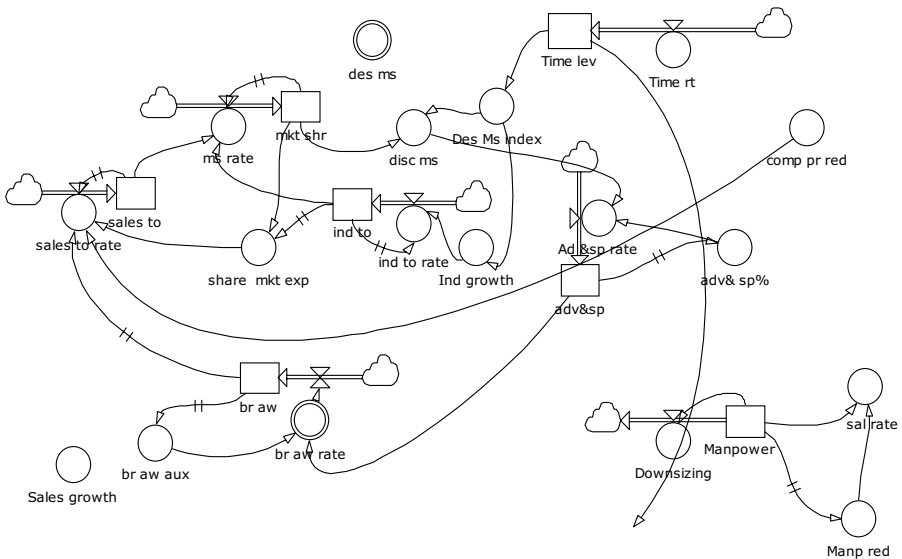 des ms
Time lev
Time rt
mkt shr
ms rate
disc ms
Des Ms index
comp pr red
sales to
sales to rate
ind to
ind to rate
share mkt exp
Ind growth
Ad &sp rate
adv& sp%
adv&sp
br aw
br aw aux
br aw rate
Sales growth
sal rate
Manpower
Downsizing
Manp red